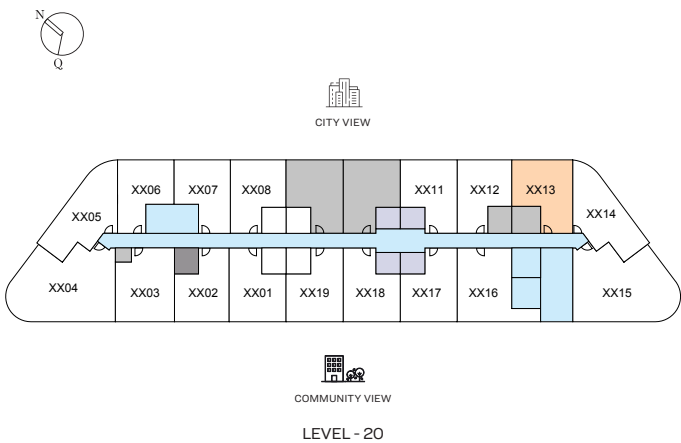 N
Q
CITY VIEW
XX06 XX07 XX08 XX11 XX12 XX13
XX05 XX14
XX04 XX03 XX02 XX01 XX19 XX18 XX17 XX16 XX15
COMMUNITY VIEW
LEVEL - 20